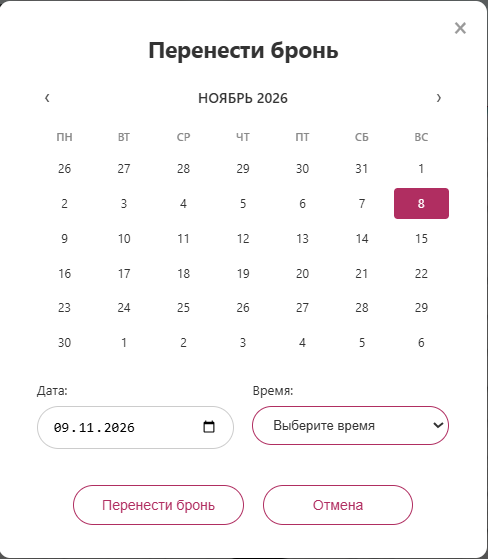 ×
Перенести бронь
‹ НОЯБРЬ 2026 ›
ПН ВТ СР ЧТ ПТ СБ ВС
26 27 28 29 30 31 1
2 3 4 5 6 7 8
9 10 11 12 13 14 15
16 17 18 19 20 21 22
23 24 25 26 27 28 29
30 1 2 3 4 5 6
Дата: Время:
09.11.2026 Выберите время
Перенести бронь Отмена